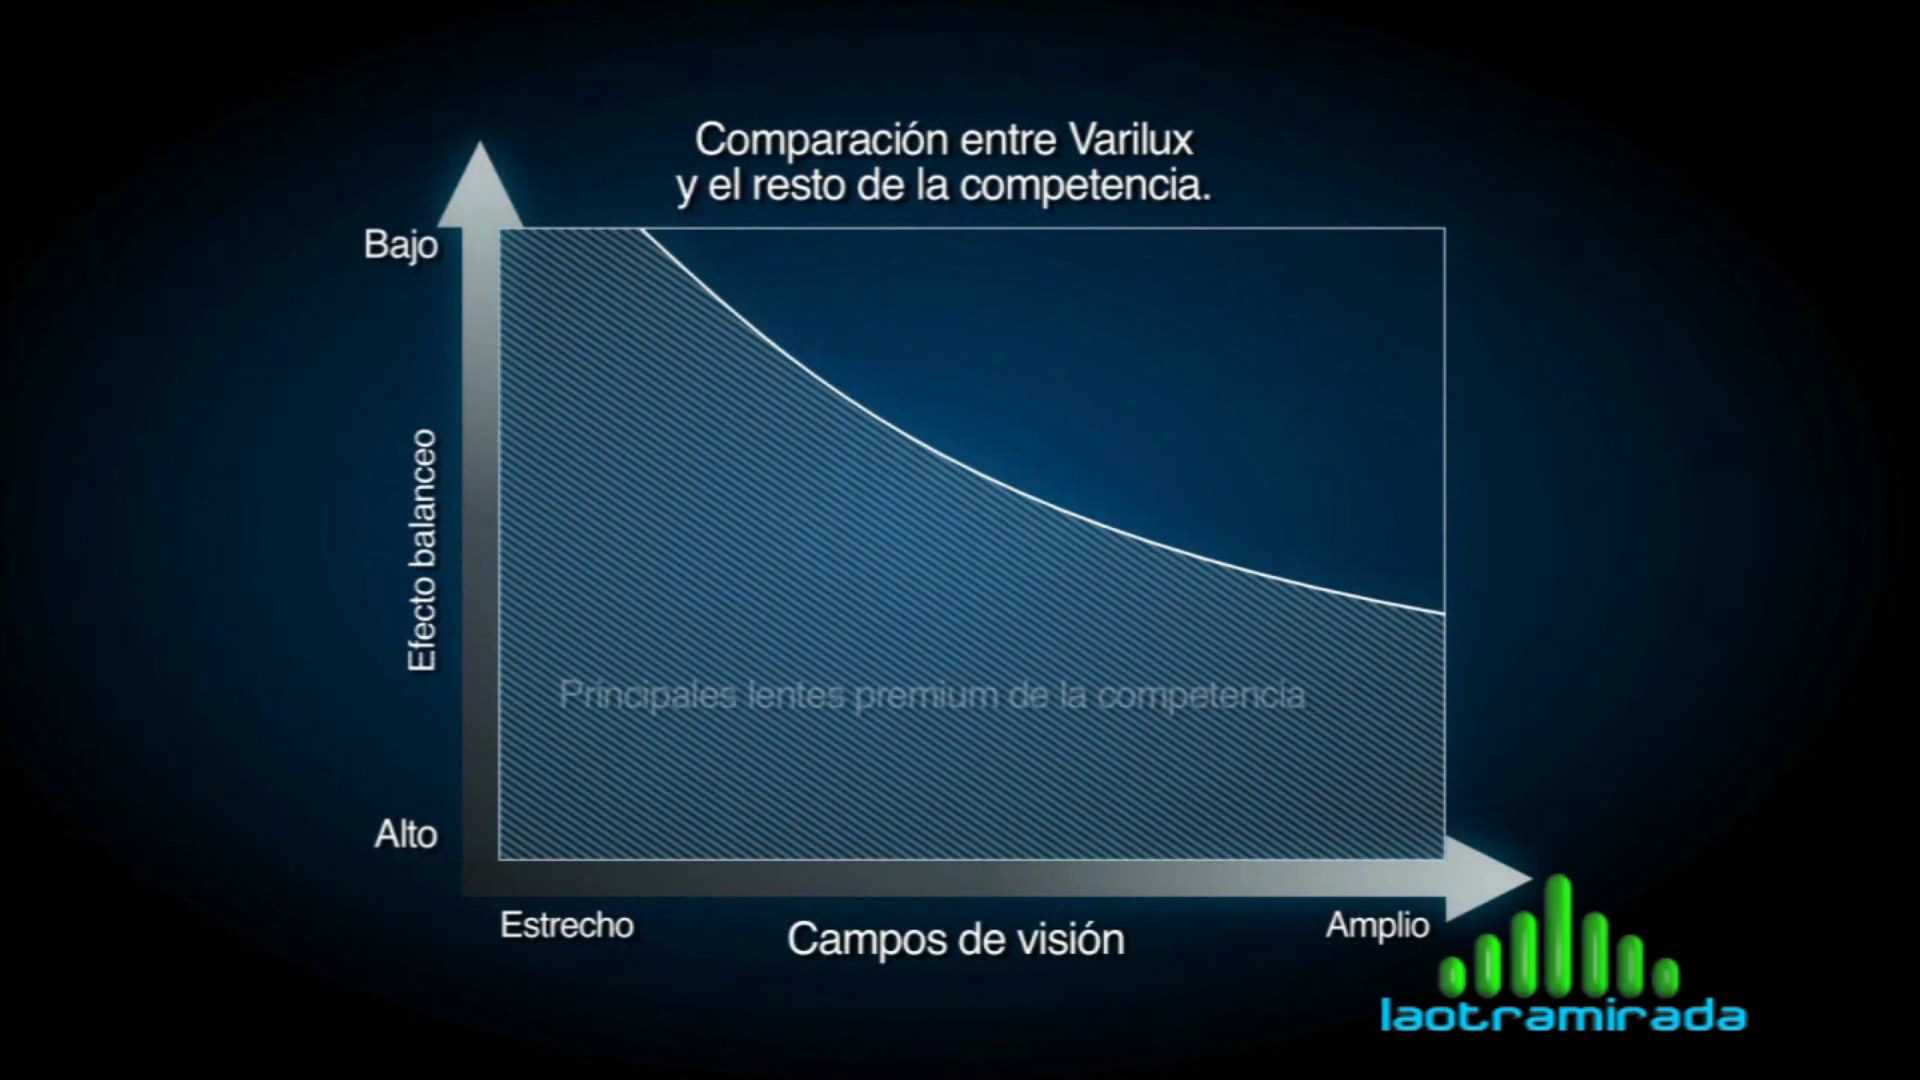 Comparación entre Varilux
y el resto de la competencia.
Bajo
Efecto balanceo
Principales lentes premium de la competencia
Alto
Estrecho
Campos de visión
Amplio
laotramirada